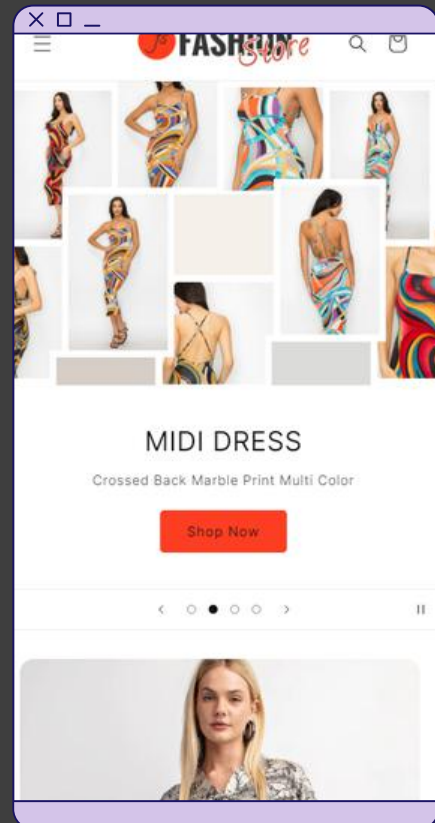 FASHION
Store
MIDI DRESS
Crossed Back Marble Print Multi Color
Shop Now